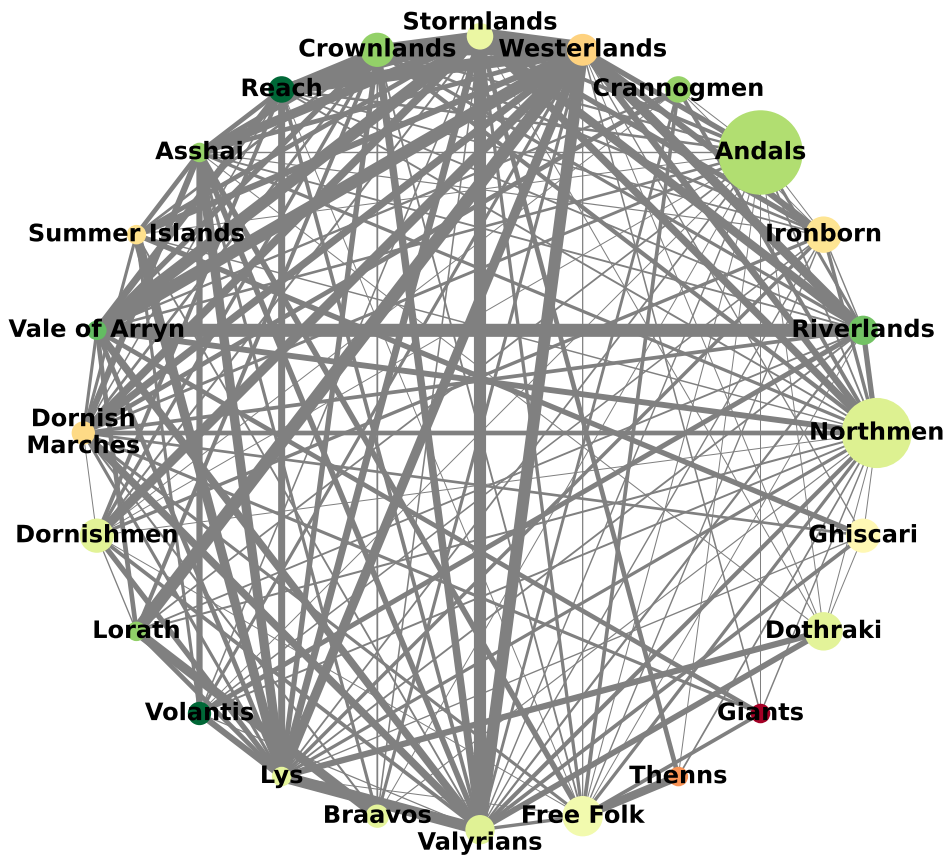 Stormlands
Crownlands
Westerlands
Reach
Crannogmen
Asshai
Andals
Summer Islands
Ironborn
Vale of Arryn
Riverlands
Dornish
Marches
Northmen
Dornishmen
Ghiscari
Lorath
Dothraki
Volantis
Giants
Lys
Thenns
Braavos
Free Folk
Valyrians